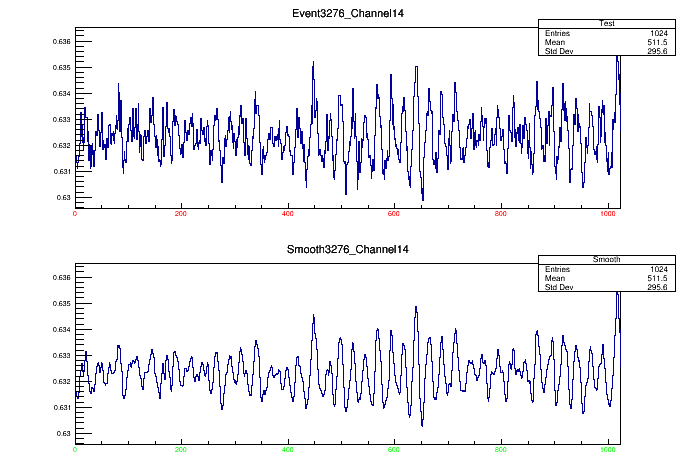 Event3276_Channel14
Test
Entries 1024
Mean 511.5
Std Dev 295.6
0.636
0.635
0.634
0.633
0.632
0.631
0.63
0 200 400 600 800 1000
Smooth3276_Channel14
Smooth
Entries 1024
Mean 511.5
Std Dev 295.6
0.636
0.635
0.634
0.633
0.632
0.631
0.63
0 200 400 600 800 1000